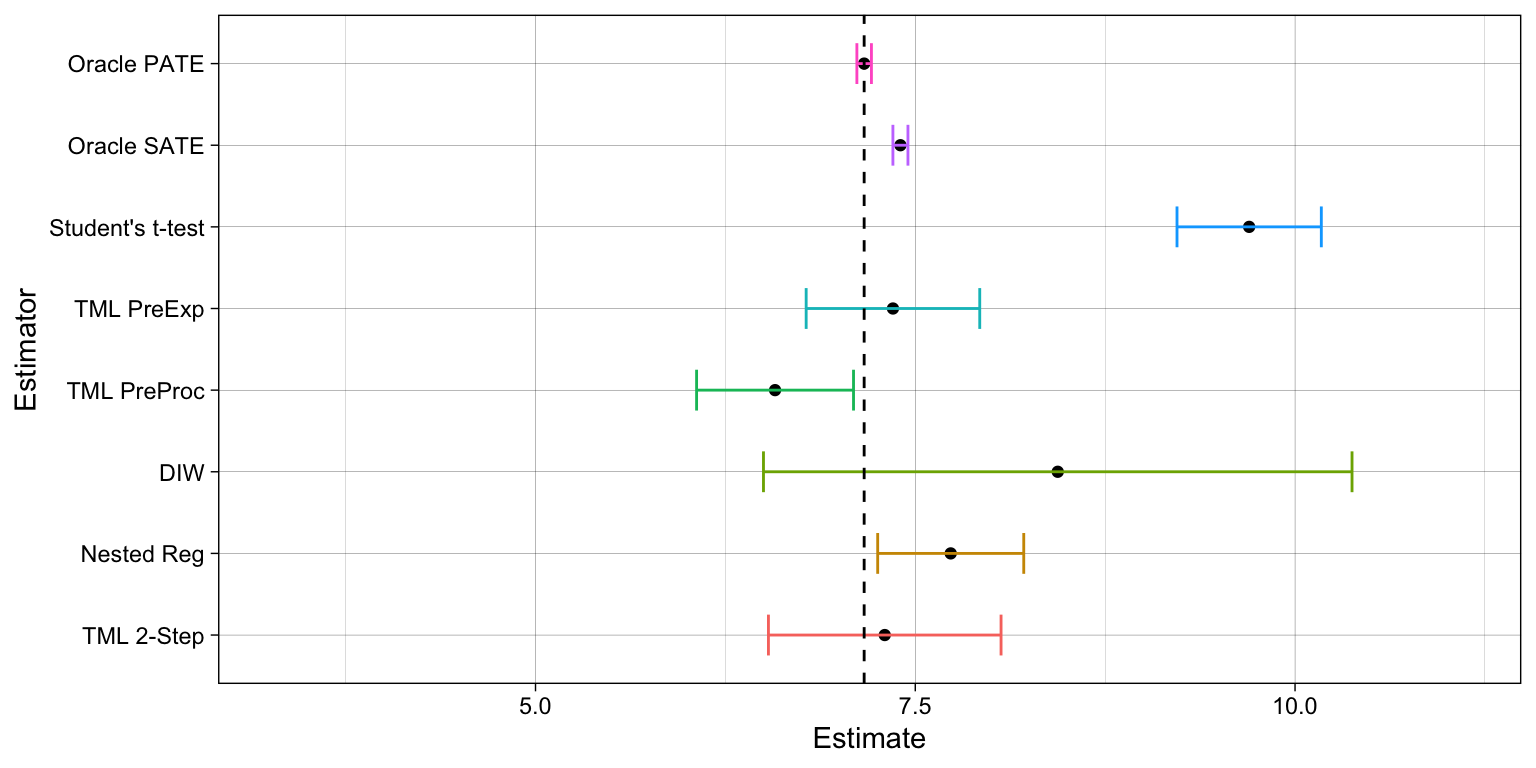 Estimator
Oracle PATE
Oracle SATE
Student's t-test
TML PreExp
TML PreProc
DIW
Nested Reg
TML 2-Step
5.0 7.5 10.0
Estimate